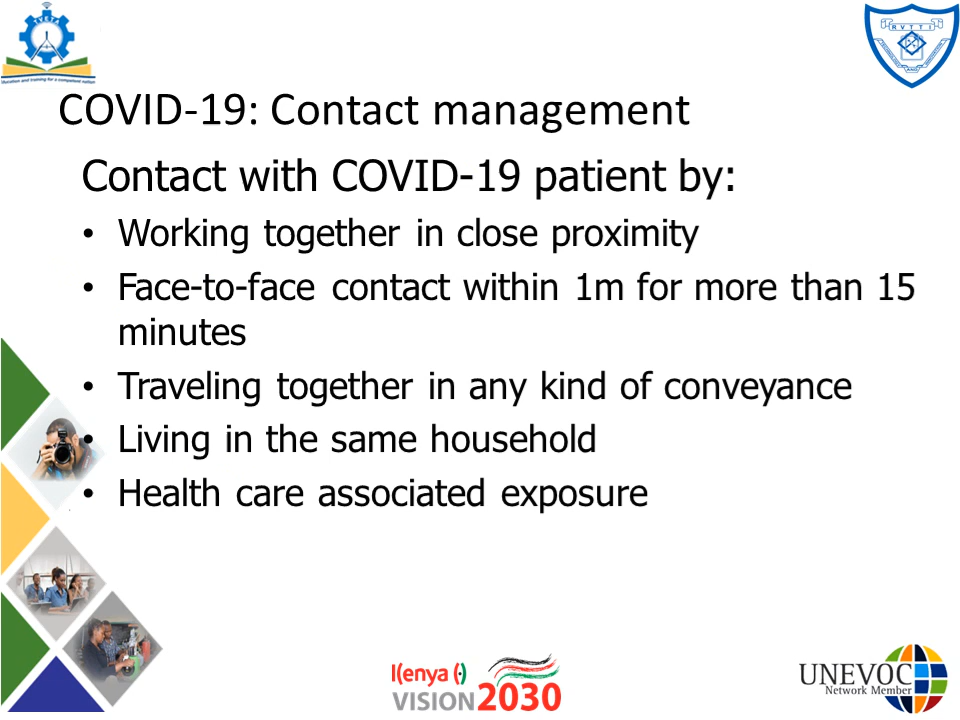 TVETA
RVTTI
COVID-19: Contact management
Contact with COVID-19 patient by:
• Working together in close proximity
• Face-to-face contact within 1m for more than 15
minutes
• Traveling together in any kind of conveyance
• Living in the same household
• Health care associated exposure
Kenya
VISION 2030
UNEVOC
Network Member